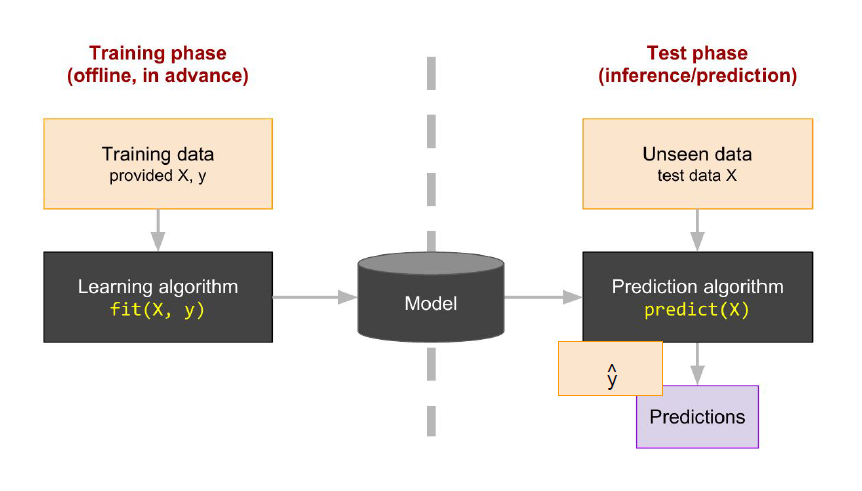 Training phase
(offline, in advance)
Test phase
(inference/prediction)
Training data
provided X, y
Unseen data
test data X
Learning algorithm
fit(X, y)
Model
Prediction algorithm
predict(X)
ŷ
Predictions